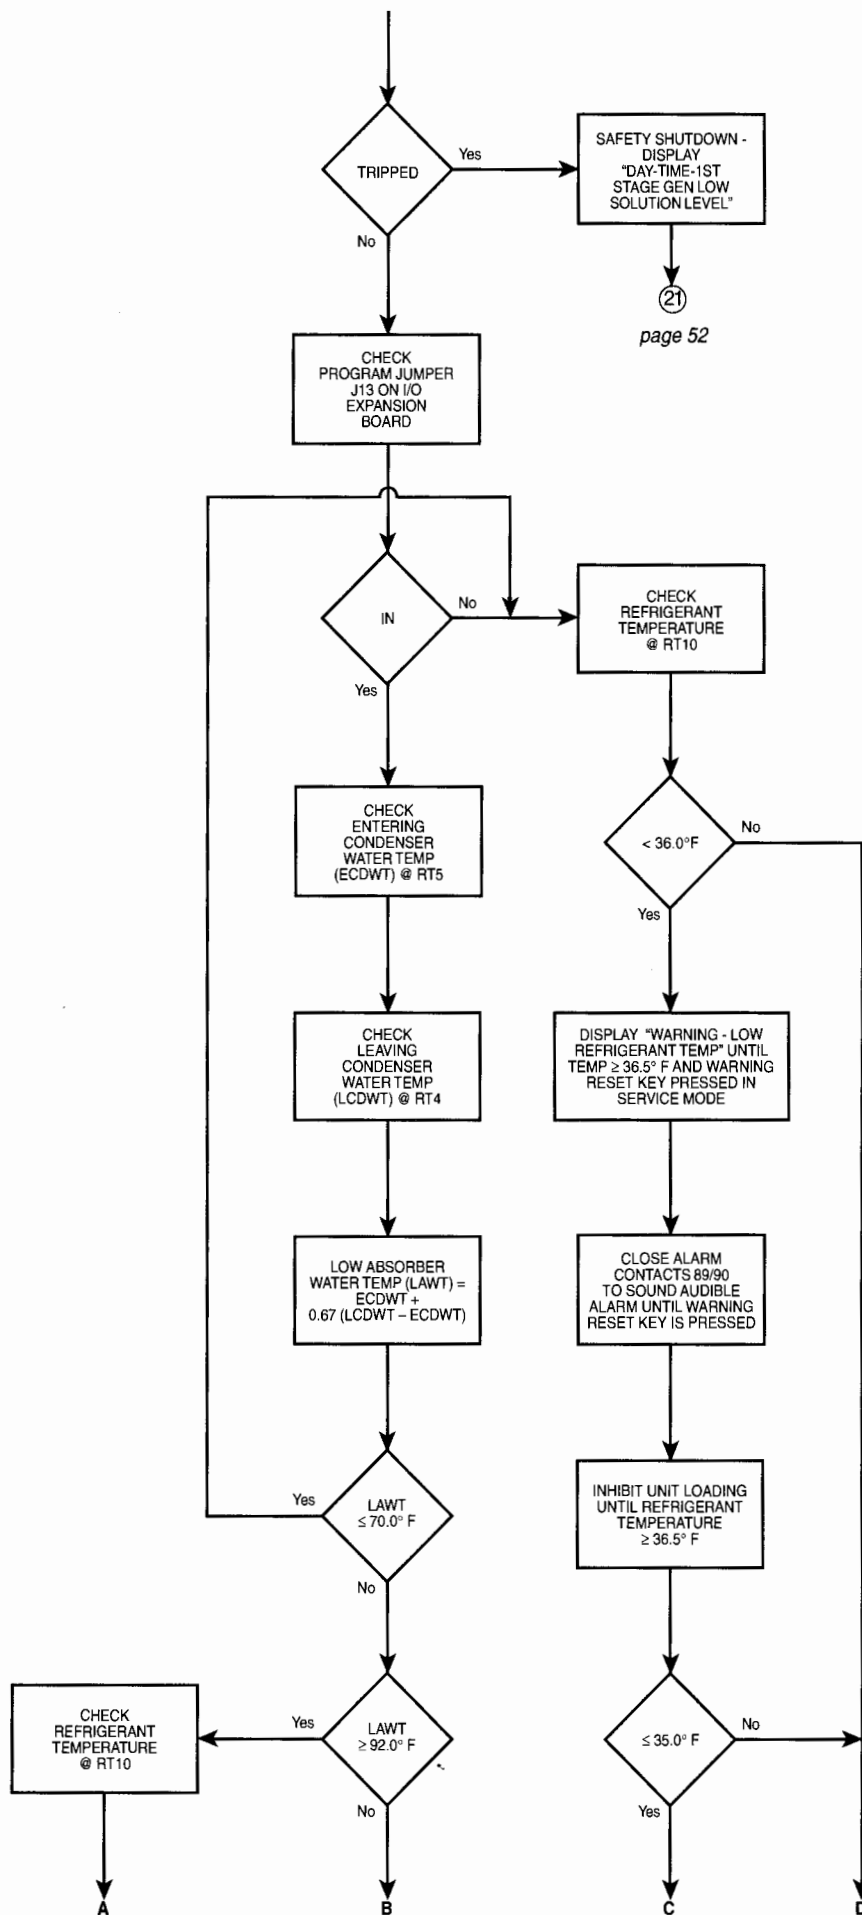 TRIPPED
Yes
No
SAFETY SHUTDOWN -
DISPLAY
"DAY-TIME-1ST
STAGE GEN LOW
SOLUTION LEVEL"
21
page 52
CHECK
PROGRAM JUMPER
J13 ON I/O
EXPANSION
BOARD
IN
No
Yes
CHECK
REFRIGERANT
TEMPERATURE
@ RT10
CHECK
ENTERING
CONDENSER
WATER TEMP
(ECDWT) @ RT5
< 36.0°F
No
Yes
CHECK
LEAVING
CONDENSER
WATER TEMP
(LCDWT) @ RT4
DISPLAY "WARNING - LOW
REFRIGERANT TEMP" UNTIL
TEMP ≥ 36.5° F AND WARNING
RESET KEY PRESSED IN
SERVICE MODE
LOW ABSORBER
WATER TEMP (LAWT) =
ECDWT +
0.67 (LCDWT – ECDWT)
CLOSE ALARM
CONTACTS 89/90
TO SOUND AUDIBLE
ALARM UNTIL WARNING
RESET KEY IS PRESSED
Yes
LAWT
≤ 70.0° F
No
INHIBIT UNIT LOADING
UNTIL REFRIGERANT
TEMPERATURE
≥ 36.5° F
CHECK
REFRIGERANT
TEMPERATURE
@ RT10
Yes
LAWT
≥ 92.0° F
No
≤ 35.0° F
No
Yes
A
B
C
D